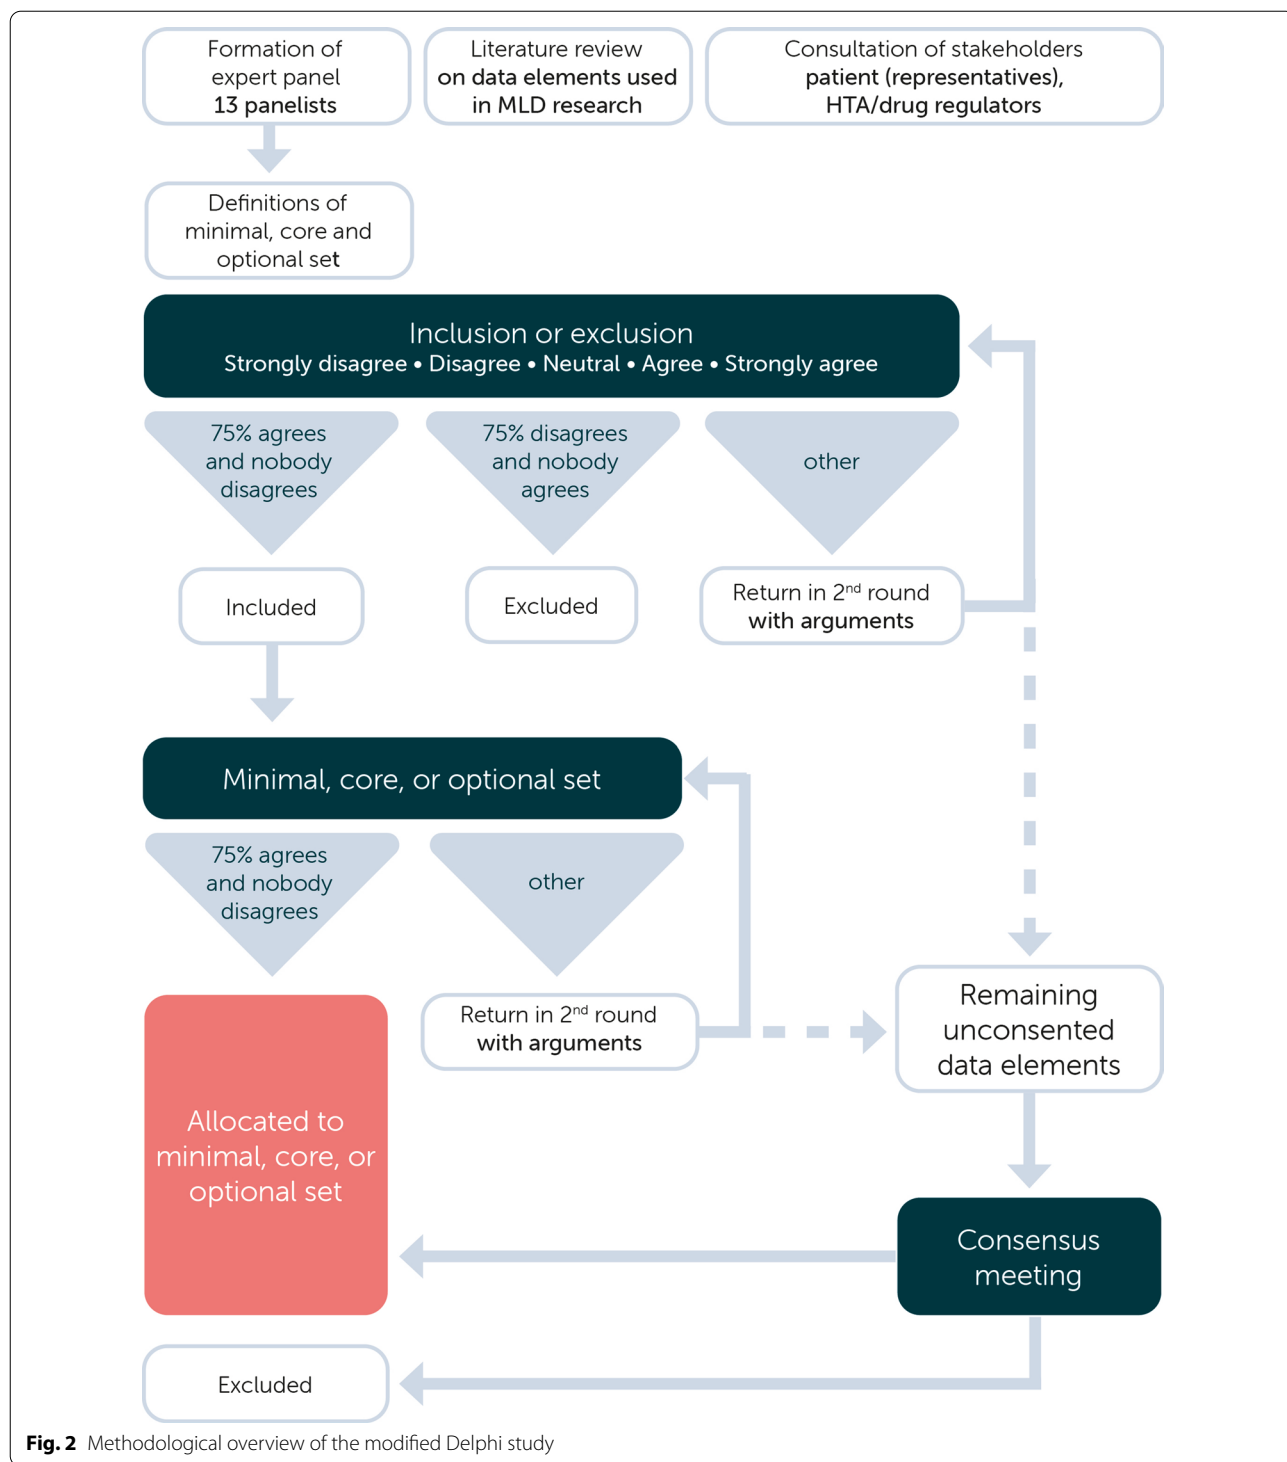 Formation of
expert panel
13 panelists
Literature review
on data elements used
in MLD research
Consultation of stakeholders
patient (representatives),
HTA/drug regulators
Definitions of
minimal, core and
optional set
Inclusion or exclusion
Strongly disagree • Disagree • Neutral • Agree • Strongly agree
75% agrees
and nobody
disagrees
75% disagrees
and nobody
agrees
other
Included
Excluded
Return in 2nd round
with arguments
Minimal, core, or optional set
75% agrees
and nobody
disagrees
other
Return in 2nd round
with arguments
Remaining
unconsented
data elements
Allocated to
minimal, core, or
optional set
Consensus
meeting
Excluded
Fig. 2 Methodological overview of the modified Delphi study